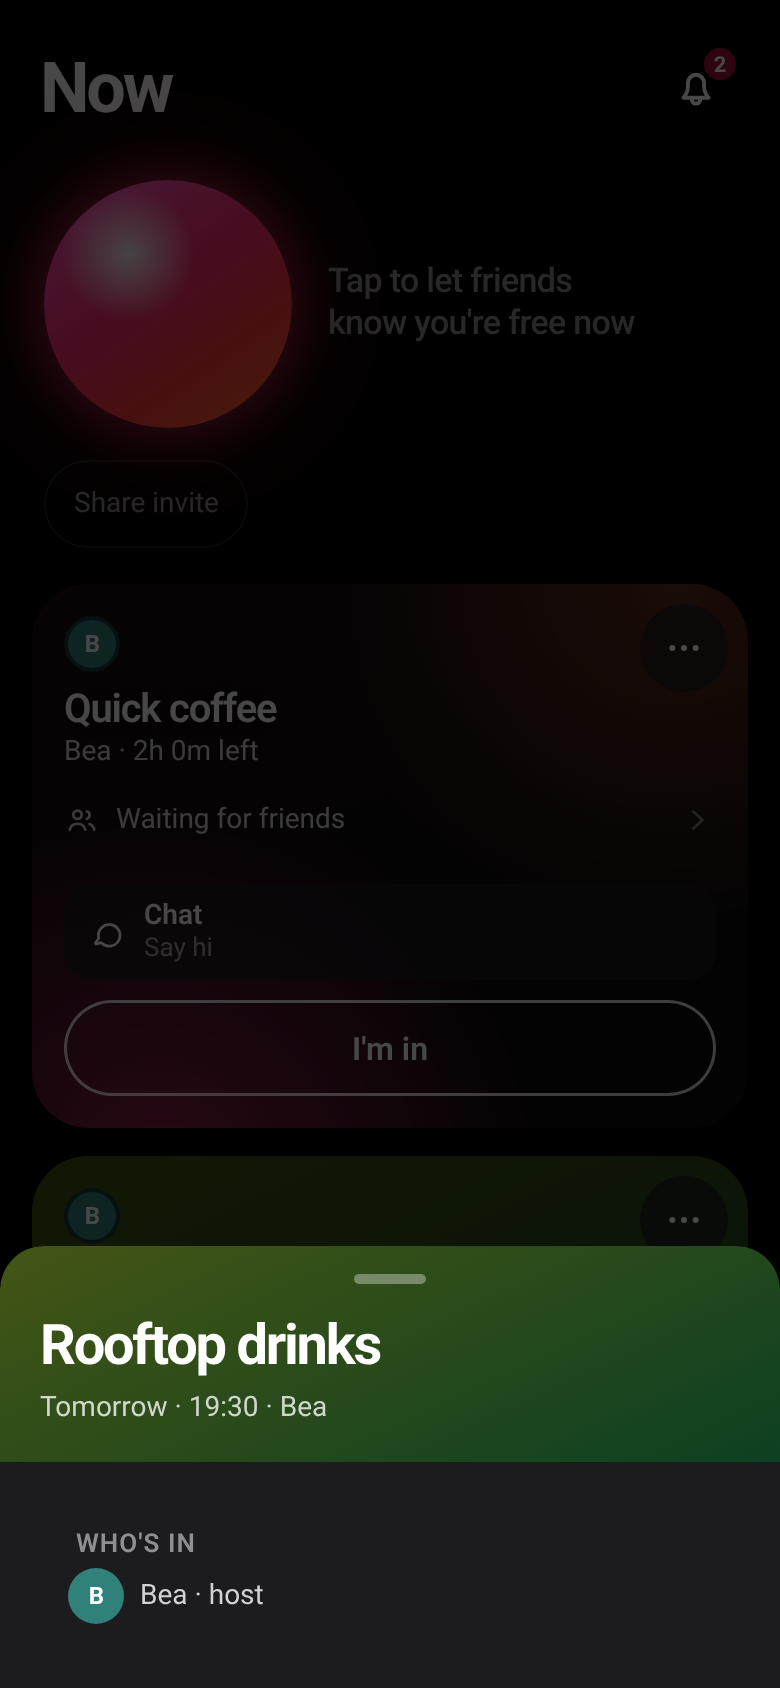 Now
2
Tap to let friends
know you're free now
Share invite
B
Quick coffee
Bea · 2h 0m left
Waiting for friends
Chat
Say hi
I'm in
B
Rooftop drinks
Tomorrow · 19:30 · Bea
WHO'S IN
B
Bea · host